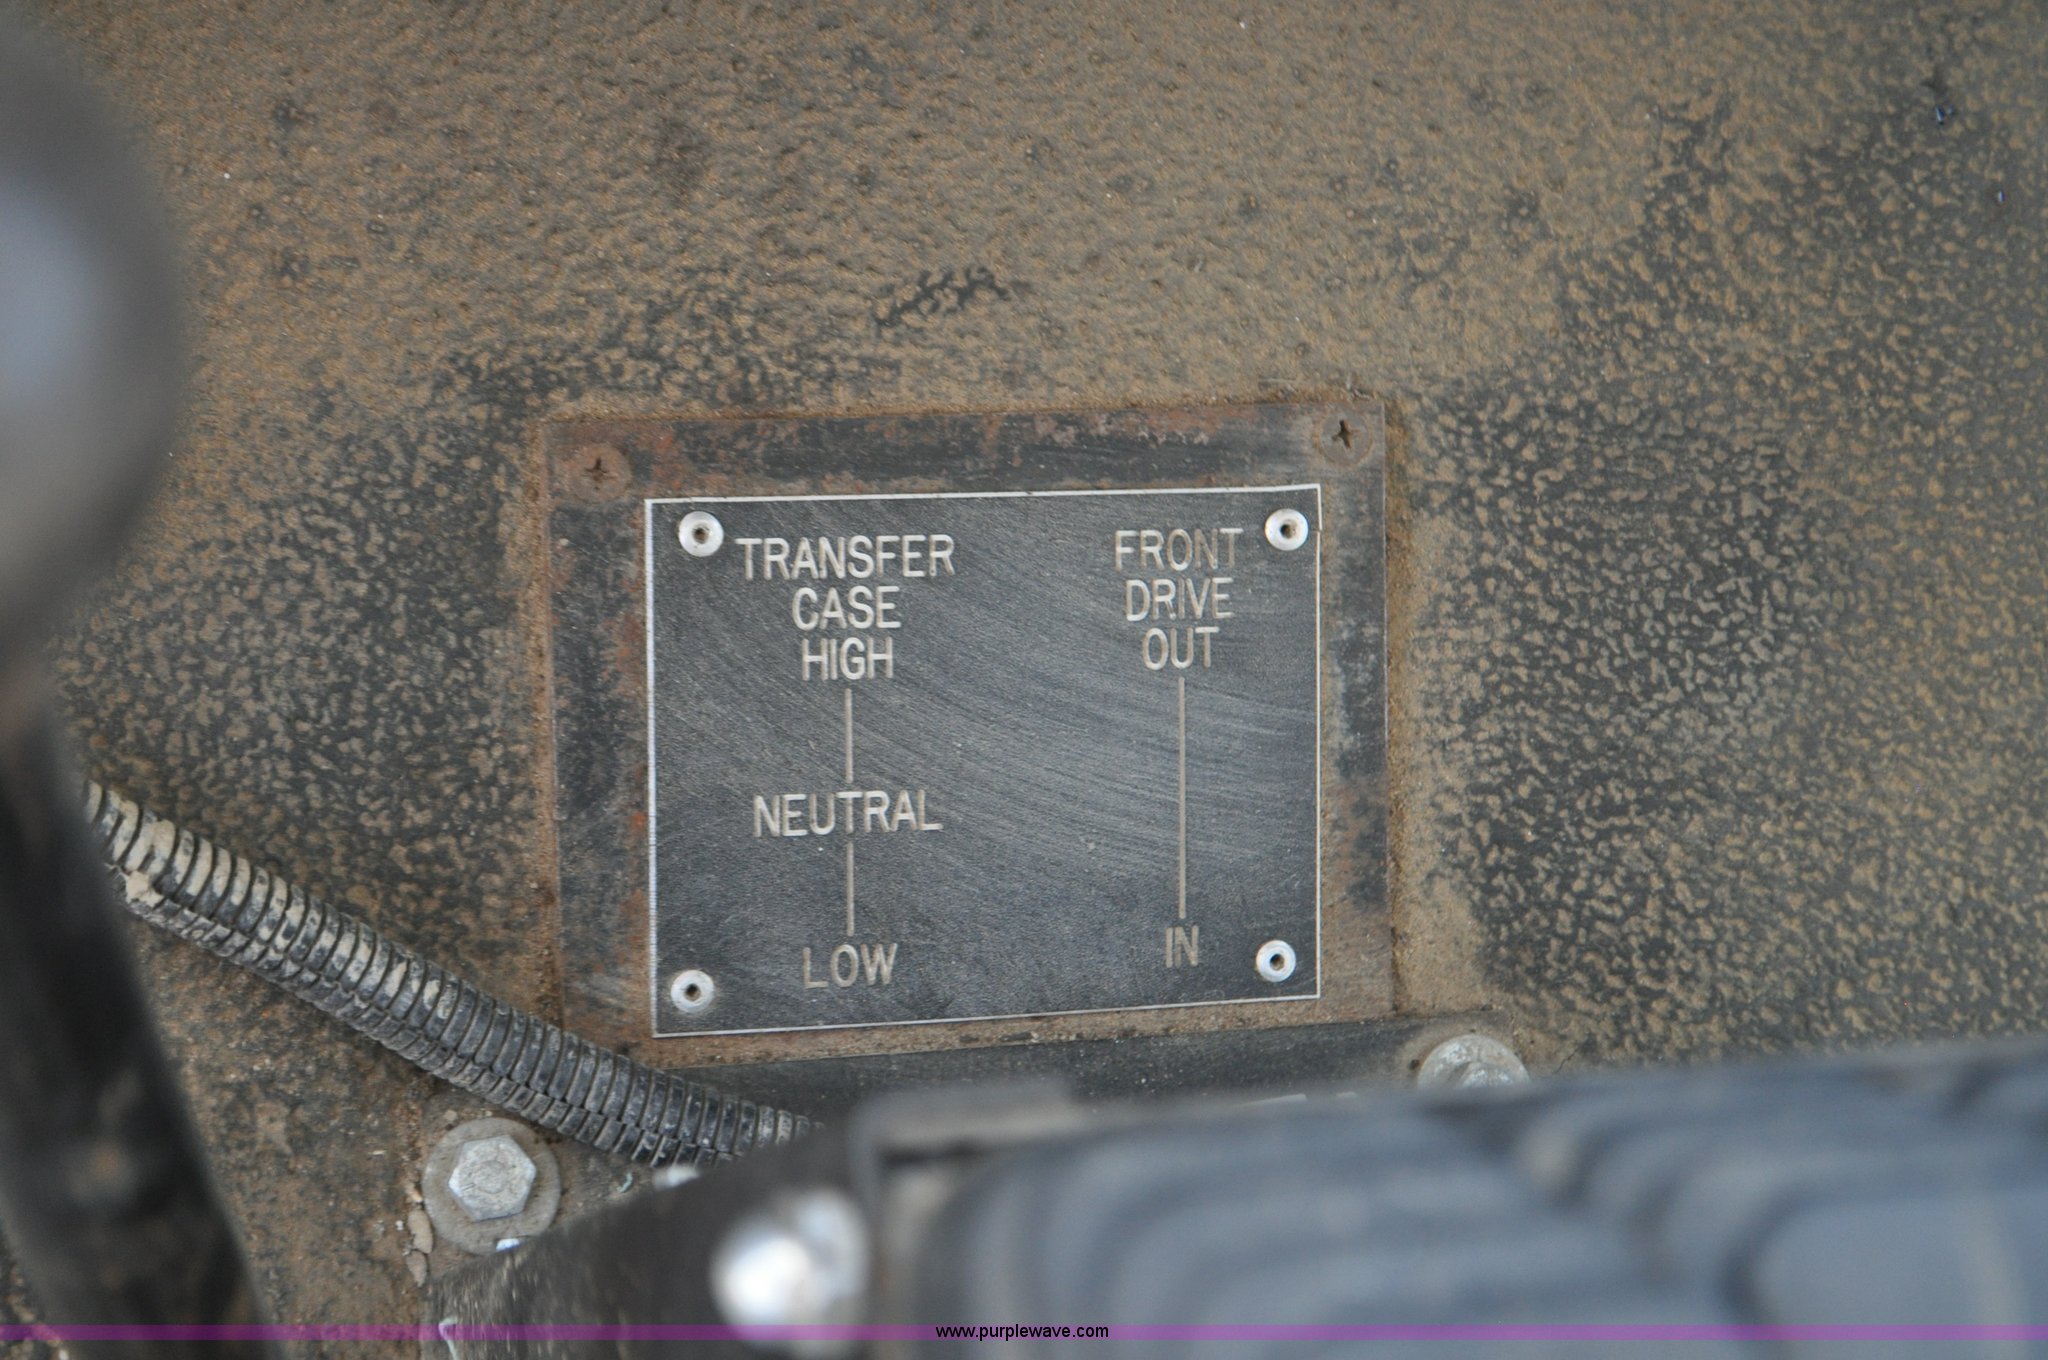 TRANSFER
CASE
HIGH
NEUTRAL
LOW
FRONT
DRIVE
OUT
IN
www.purplewave.com